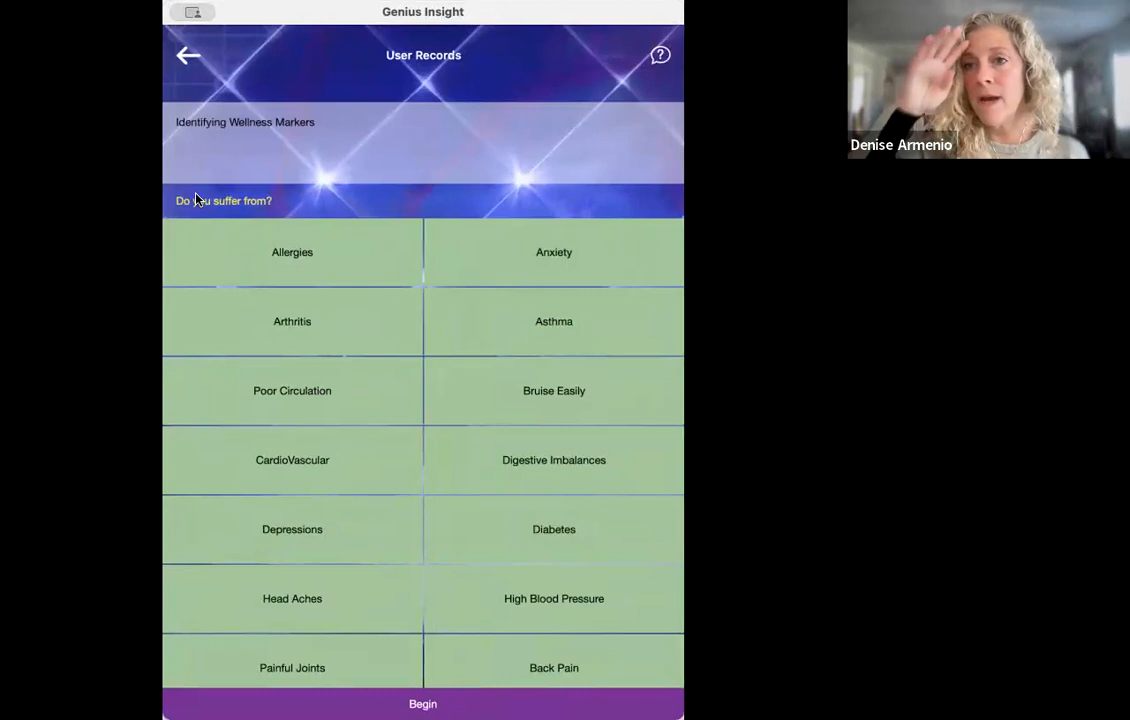 Genius Insight
User Records
Identifying Wellness Markers
Denise Armenio
Do you suffer from?
Allergies
Anxiety
Arthritis
Asthma
Poor Circulation
Bruise Easily
CardioVascular
Digestive Imbalances
Depressions
Diabetes
Head Aches
High Blood Pressure
Painful Joints
Back Pain
Begin